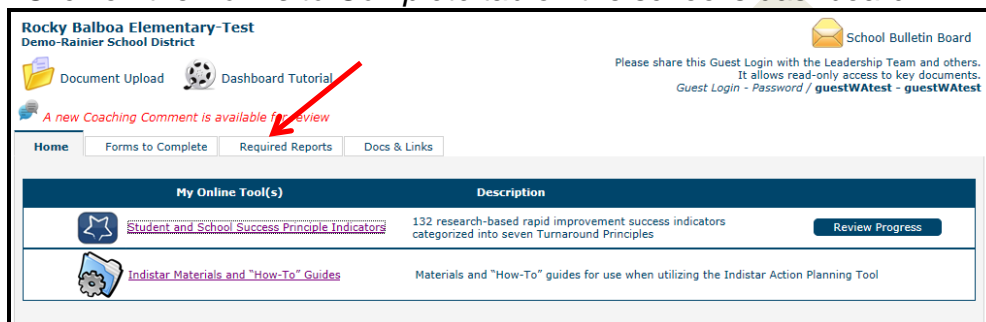 Rocky Balboa Elementary-Test
Demo-Rainier School District
School Bulletin Board
Document Upload
Dashboard Tutorial
Please share this Guest Login with the Leadership Team and others.
It allows read-only access to key documents.
Guest Login - Password / guestWAtest - guestWAtest
A new Coaching Comment is available for review
Home
Forms to Complete
Required Reports
Docs & Links
My Online Tool(s)
Description
Student and School Success Principle Indicators
132 research-based rapid improvement success indicators
categorized into seven Turnaround Principles
Review Progress
Indistar Materials and "How-To" Guides
Materials and "How-To" guides for use when utilizing the Indistar Action Planning Tool